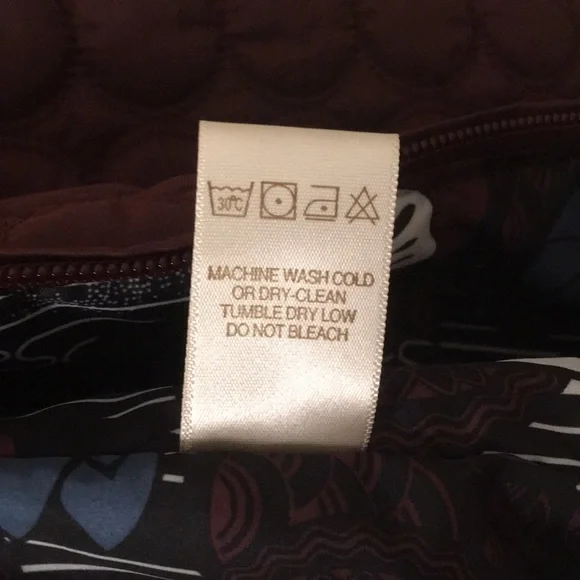 30°C
MACHINE WASH COLD
OR DRY-CLEAN
TUMBLE DRY LOW
DO NOT BLEACH